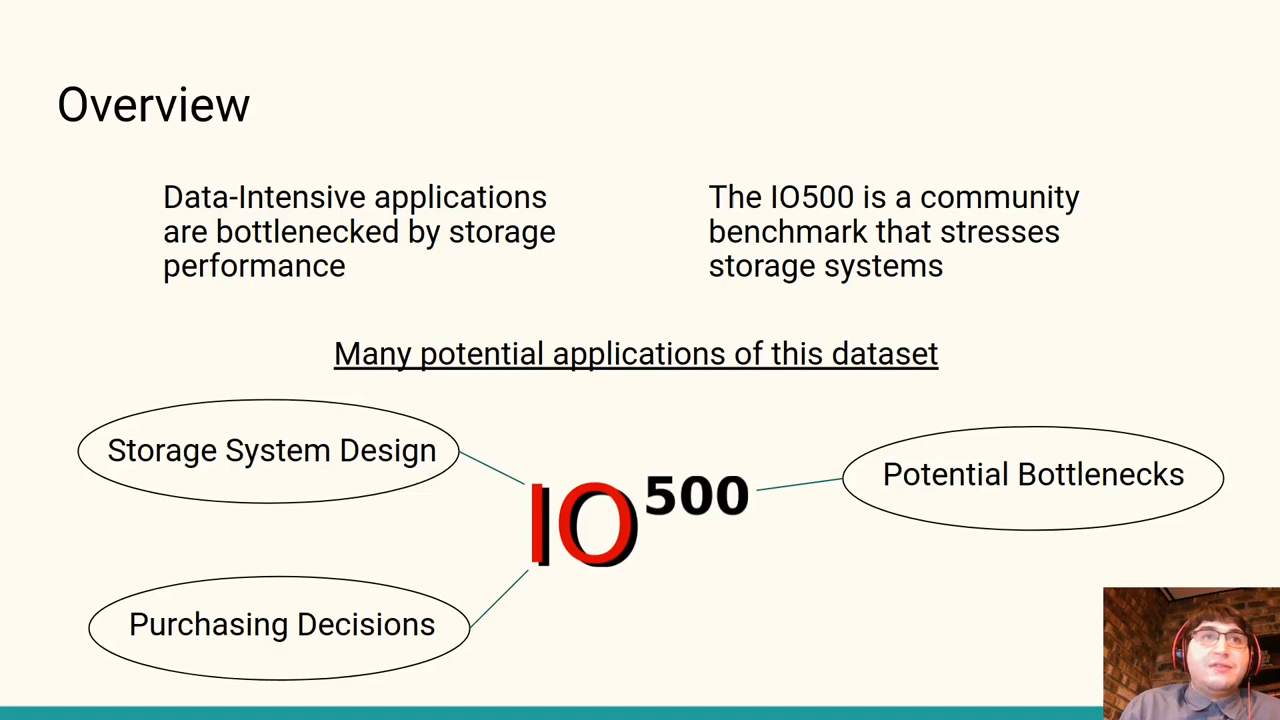 Overview
Data-Intensive applications
are bottlenecked by storage
performance
The IO500 is a community
benchmark that stresses
storage systems
Many potential applications of this dataset
Storage System Design
IO500
Potential Bottlenecks
Purchasing Decisions